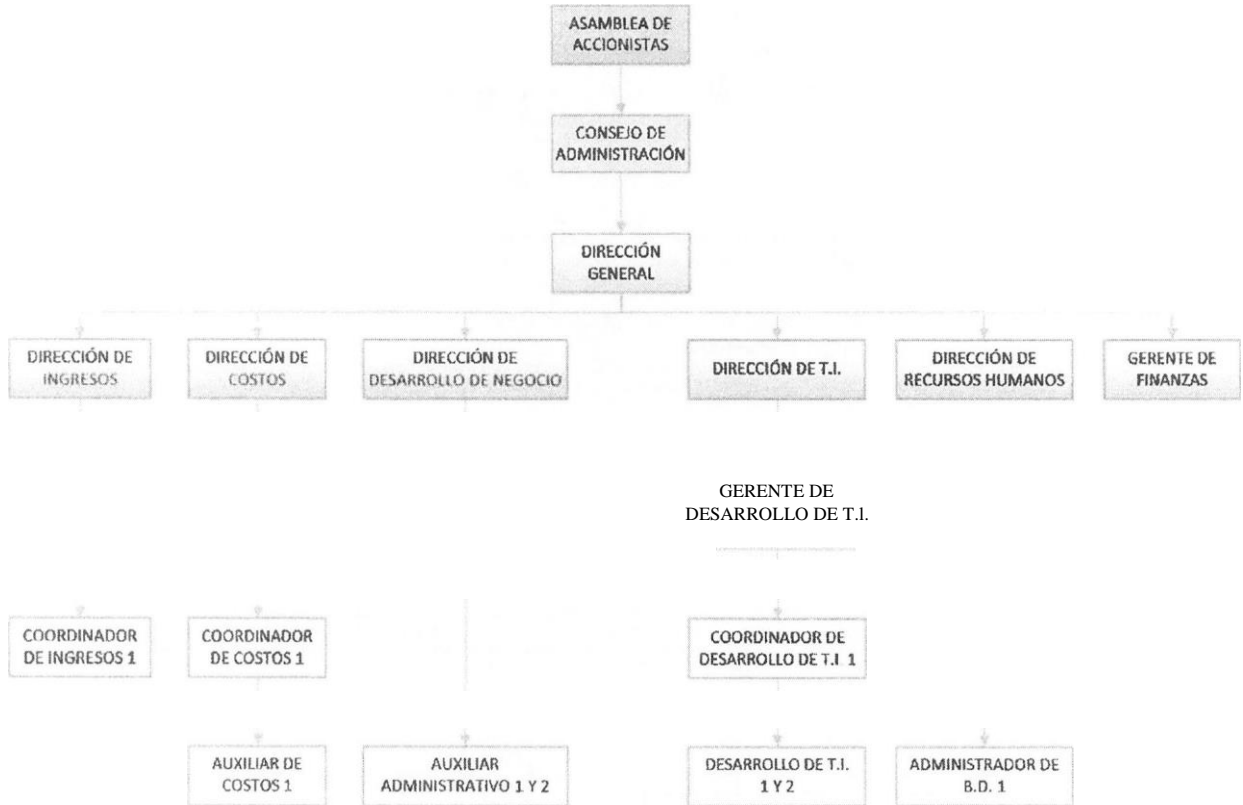 ASAMBLEA DE
ACCIONISTAS
CONSEJO DE
ADMINISTRACIÓN
DIRECCIÓN
GENERAL
DIRECCIÓN DE
INGRESOS
DIRECCIÓN DE
COSTOS
DIRECCIÓN DE
DESARROLLO DE NEGOCIO
DIRECCIÓN DE T.I.
DIRECCIÓN DE
RECURSOS HUMANOS
GERENTE DE
FINANZAS
GERENTE DE
DESARROLLO DE T.l.
COORDINADOR
DE INGRESOS 1
COORDINADOR
DE COSTOS 1
COORDINADOR DE
DESARROLLO DE T.I. 1
AUXILIAR DE
COSTOS 1
AUXILIAR
ADMINISTRATIVO 1 Y 2
DESARROLLO DE T.I.
1 Y 2
ADMINISTRADOR DE
B.D. 1